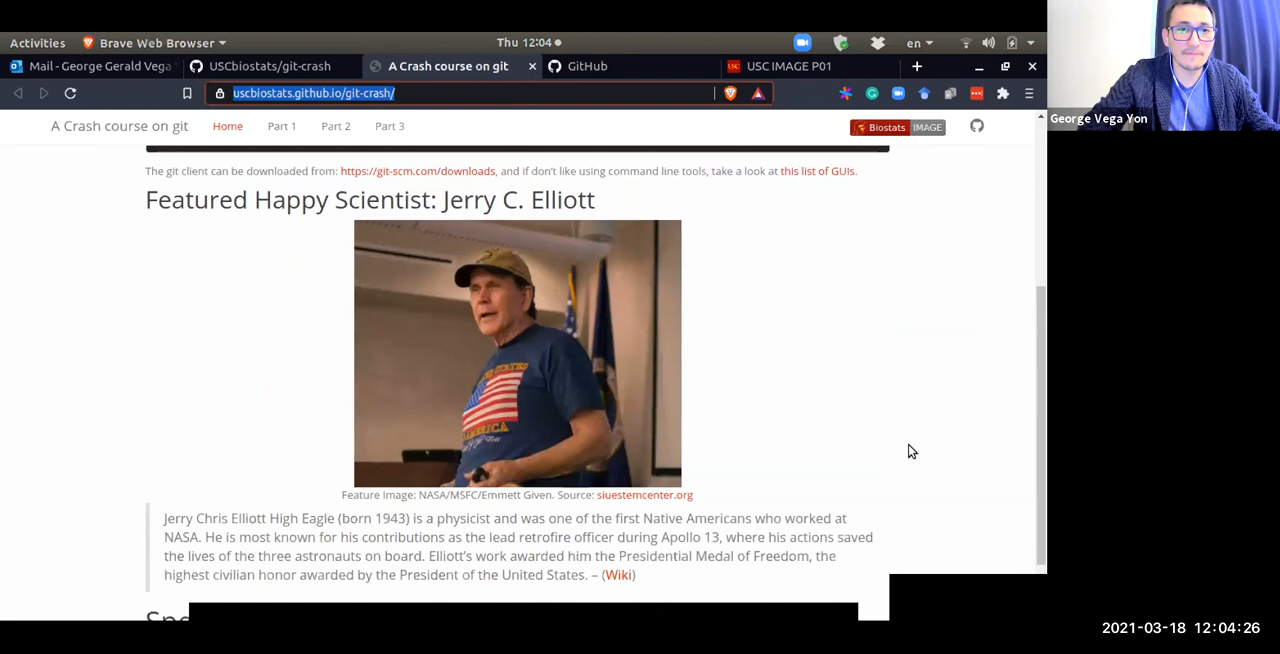 Activities Brave Web Browser Thu 12:04 en
Mail - George Gerald Vega USCbiostats/git-crash A Crash course on git GitHub USC USC IMAGE P01
uscbiostats.github.io/git-crash/
A Crash course on git Home Part 1 Part 2 Part 3 Biostats IMAGE
George Vega Yon
The git client can be downloaded from: https://git-scm.com/downloads, and if don't like using command line tools, take a look at this list of GUIs.
Featured Happy Scientist: Jerry C. Elliott
AMERICA
Feature Image: NASA/MSFC/Emmett Given. Source: siuestemcenter.org
Jerry Chris Elliott High Eagle (born 1943) is a physicist and was one of the first Native Americans who worked at
NASA. He is most known for his contributions as the lead retrofire officer during Apollo 13, where his actions saved
the lives of the three astronauts on board. Elliott's work awarded him the Presidential Medal of Freedom, the
highest civilian honor awarded by the President of the United States. – (Wiki)
2021-03-18 12:04:26